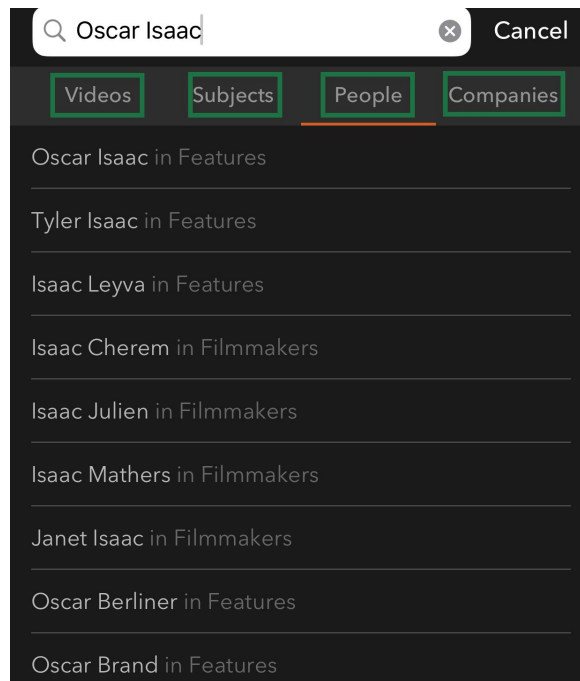 Oscar Isaac Cancel
Videos Subjects People Companies
Oscar Isaac in Features
Tyler Isaac in Features
Isaac Leyva in Features
Isaac Cherem in Filmmakers
Isaac Julien in Filmmakers
Isaac Mathers in Filmmakers
Janet Isaac in Filmmakers
Oscar Berliner in Features
Oscar Brand in Features